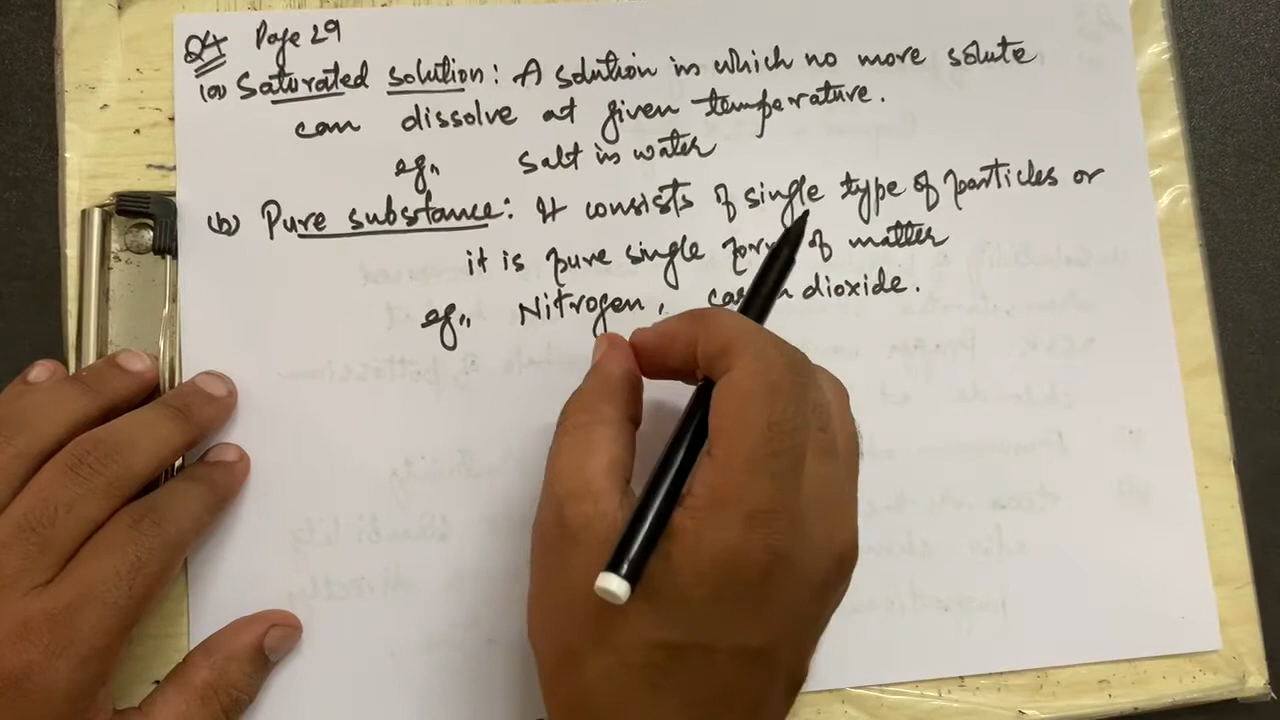 Q4 Page 29
(a) Saturated solution: A solution in which no more solute
can dissolve at given temperature.
eg,, salt in water
(b) Pure substance: It consists of single type of particles or
it is pure single form of matter
eg,, Nitrogen, dioxide.